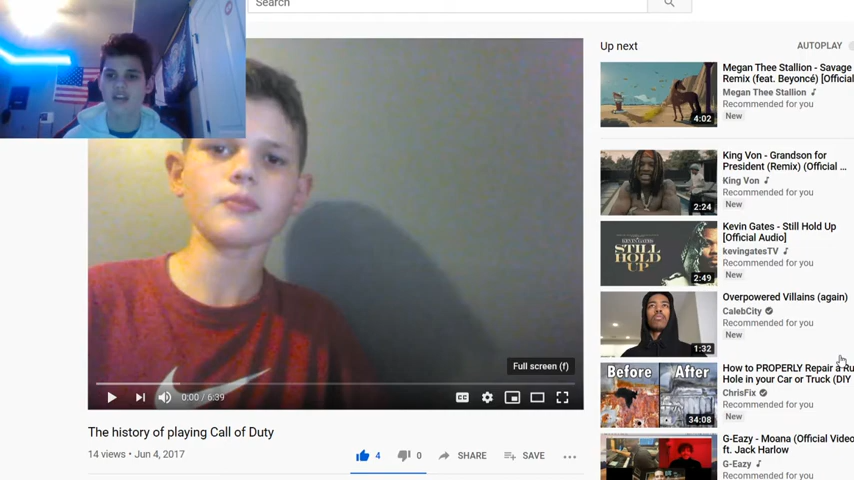 Search
Up next
AUTOPLAY
Megan Thee Stallion - Savage
Remix (feat. Beyoncé) [Official
Megan Thee Stallion
Recommended for you
New
4:02
King Von - Grandson for
President (Remix) (Official ...
King Von
Recommended for you
New
2:24
Kevin Gates - Still Hold Up
[Official Audio]
kevingatesTV
Recommended for you
New
STILL
HOLD
UP
2:49
Overpowered Villains (again)
CalebCity
Recommended for you
New
1:32
Before After
How to PROPERLY Repair a Ru
Hole in your Car or Truck (DIY
ChrisFix
Recommended for you
New
34:08
G-Eazy - Moana (Official Video
ft. Jack Harlow
G-Eazy
Recommended for you
Full screen (f)
0:00 / 6:39
The history of playing Call of Duty
14 views • Jun 4, 2017
4
0
SHARE
SAVE